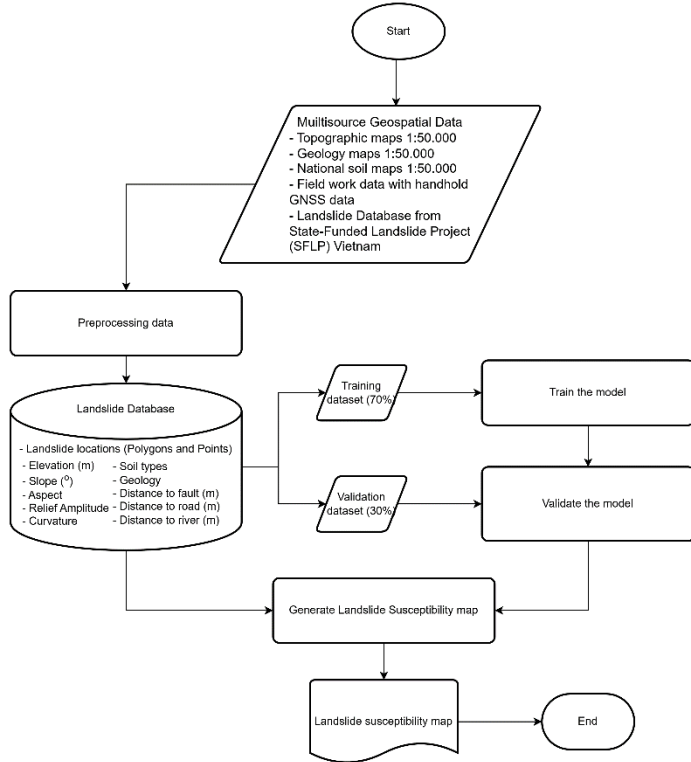 Start
Muiltisource Geospatial Data
- Topographic maps 1:50.000
- Geology maps 1:50.000
- National soil maps 1:50.000
- Field work data with handhold
GNSS data
- Landslide Database from
State-Funded Landslide Project
(SFLP) Vietnam
Preprocessing data
Landslide Database
- Landslide locations (Polygons and Points)
- Elevation (m)
- Slope (º)
- Aspect
- Relief Amplitude
- Curvature
- Soil types
- Geology
- Distance to fault (m)
- Distance to road (m)
- Distance to river (m)
Training
dataset (70%)
Train the model
Validation
dataset (30%)
Validate the model
Generate Landslide Susceptibility map
Landslide susceptibility map
End